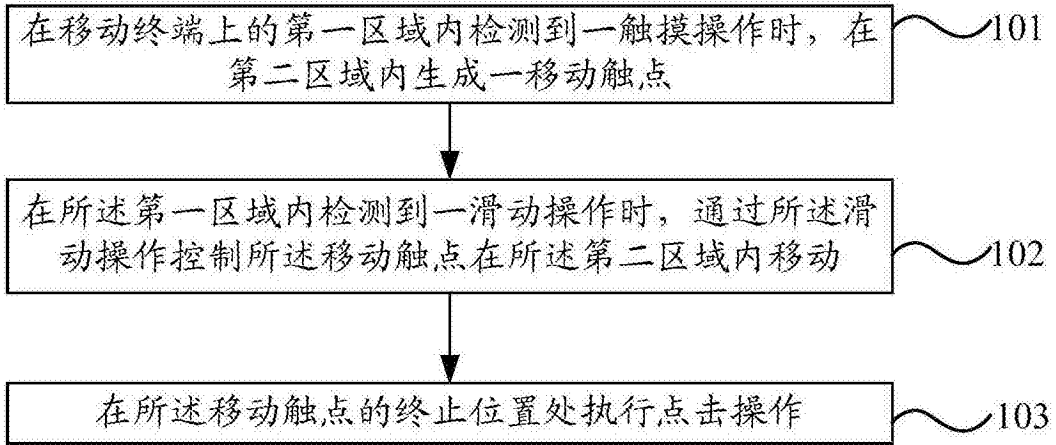 在移动终端上的第一区域内检测到一触摸操作时，在
第二区域内生成一移动触点
101
在所述第一区域内检测到一滑动操作时，通过所述滑
动操作控制所述移动触点在所述第二区域内移动
102
在所述移动触点的终止位置处执行点击操作
103